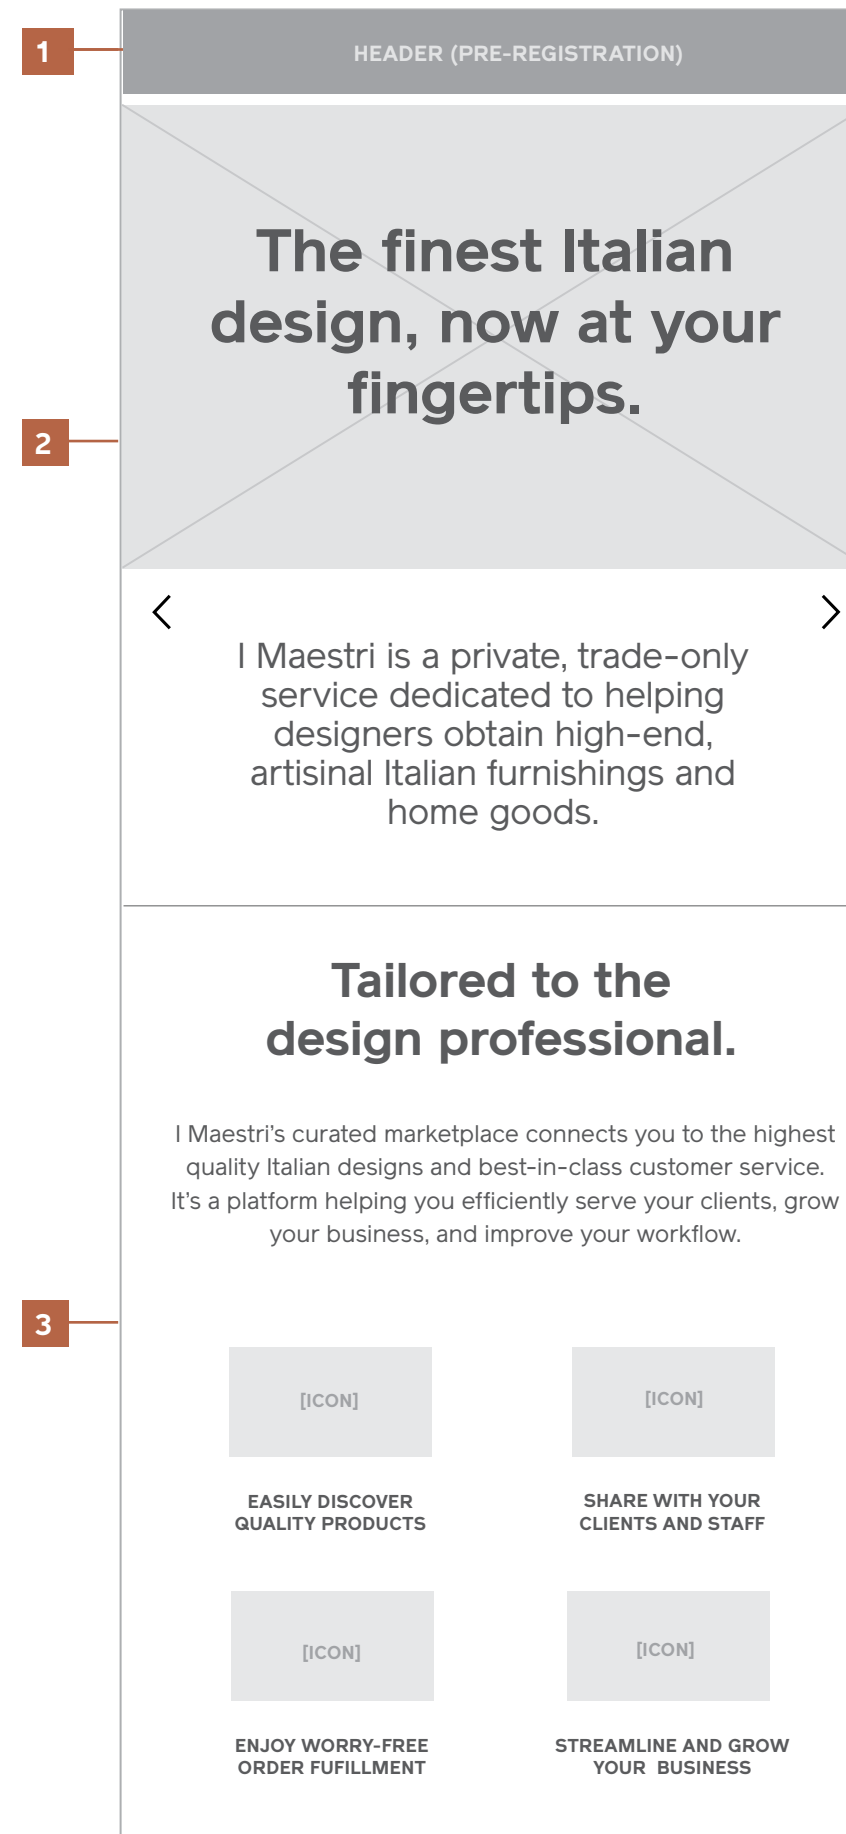 1
HEADER (PRE-REGISTRATION)
The finest Italian
design, now at your
fingertips.
2
I Maestri is a private, trade-only
service dedicated to helping
designers obtain high-end,
artisinal Italian furnishings and
home goods.
Tailored to the
design professional.
I Maestri’s curated marketplace connects you to the highest
quality Italian designs and best-in-class customer service.
It’s a platform helping you efficiently serve your clients, grow
your business, and improve your workflow.
3
[ICON]
[ICON]
EASILY DISCOVER
QUALITY PRODUCTS
SHARE WITH YOUR
CLIENTS AND STAFF
[ICON]
[ICON]
ENJOY WORRY-FREE
ORDER FUFILLMENT
STREAMLINE AND GROW
YOUR BUSINESS